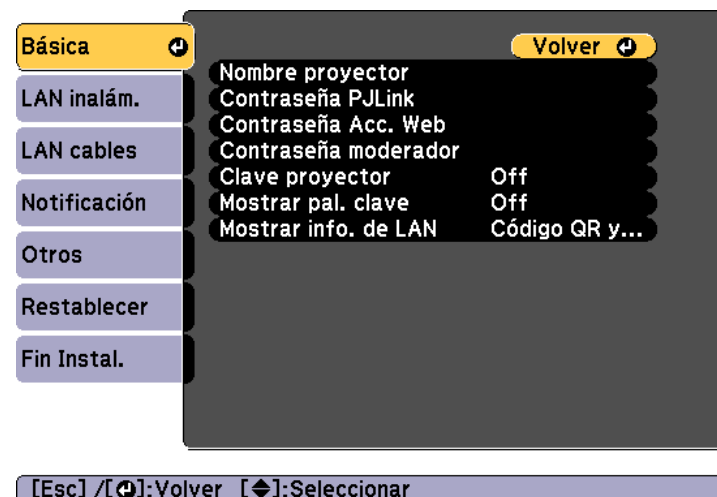 Básica
Volver
Nombre proyector
LAN inalám.
Contraseña PJLink
Contraseña Acc. Web
LAN cables
Contraseña moderador
Clave proyector Off
Notificación
Mostrar pal. clave Off
Mostrar info. de LAN Código QR y...
Otros
Restablecer
Fin Instal.
[Esc] /[⏎]:Volver [◆]:Seleccionar